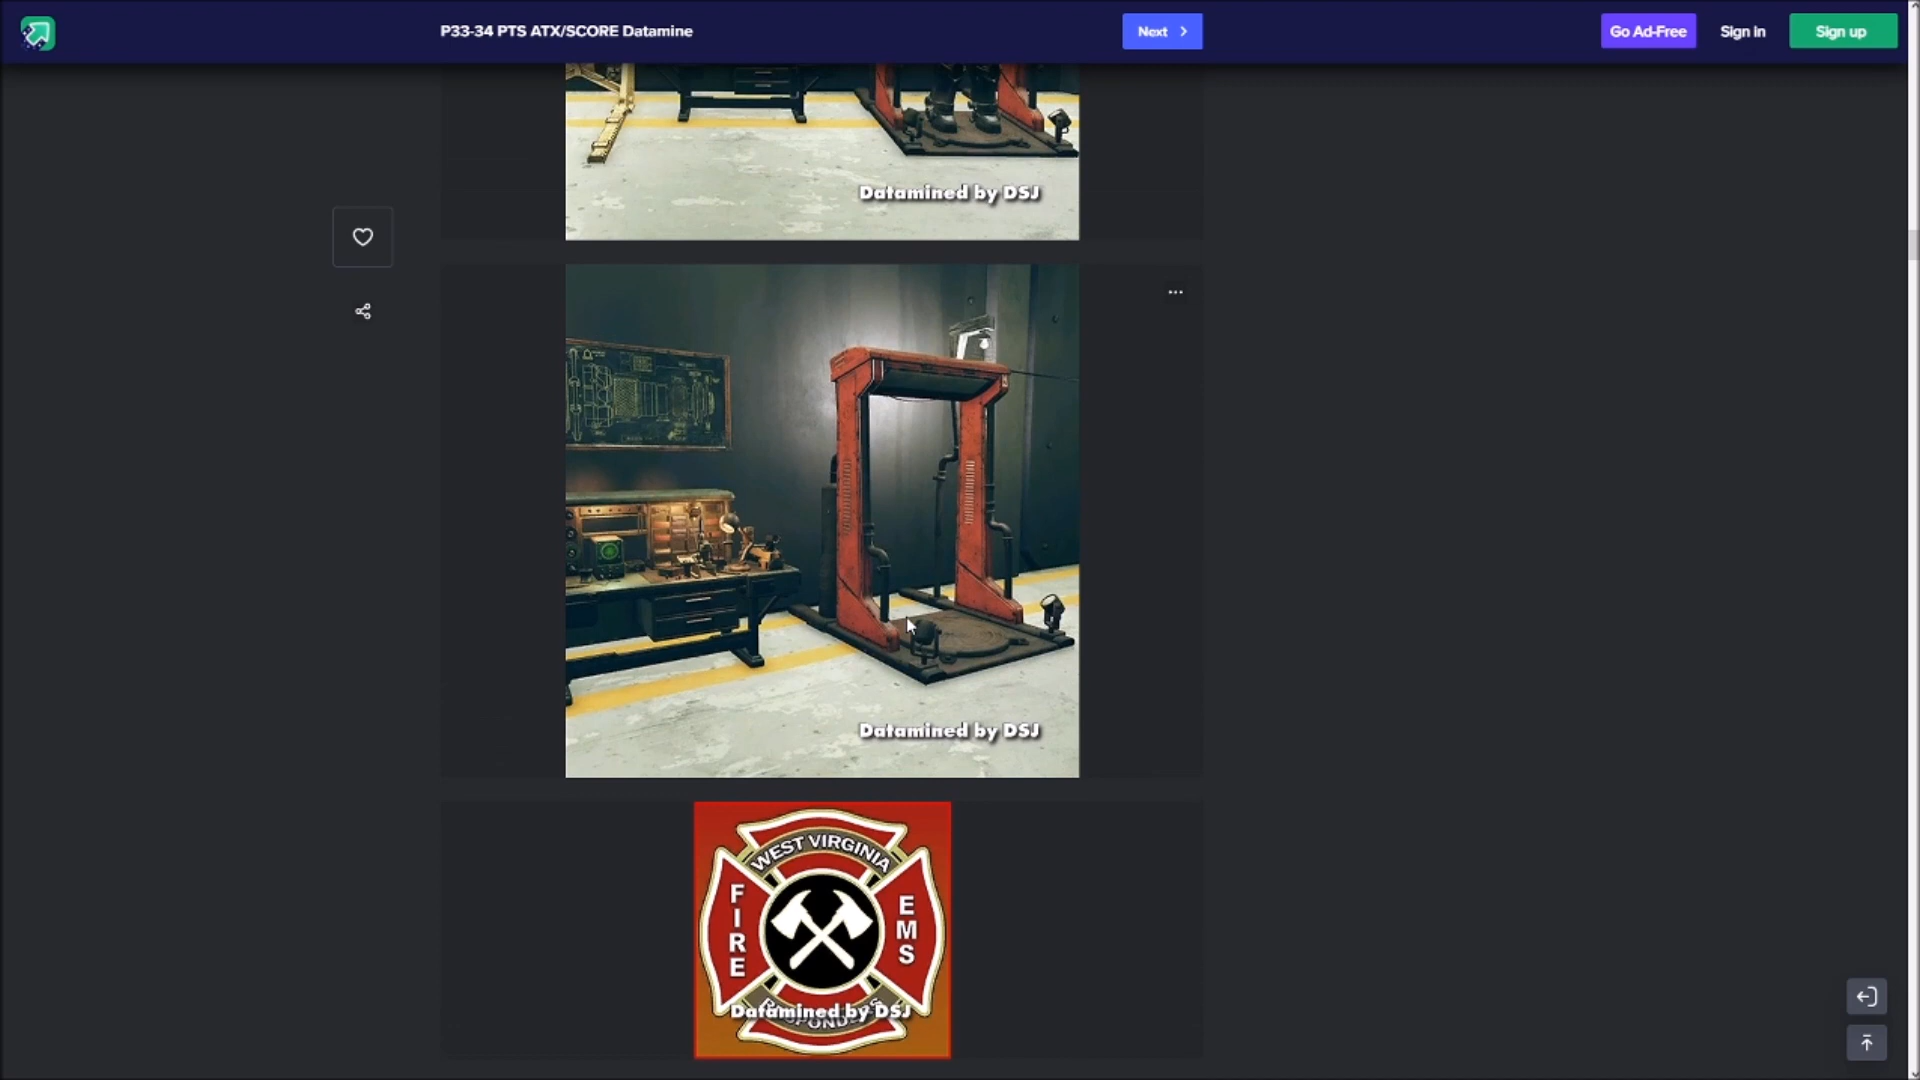 P33-34 PTS ATX/SCORE Datamine
Next
Go Ad-Free
Sign In
Sign up
Datamined by DSJ
Datamined by DSJ
WEST VIRGINIA
FIRE
EMS
RESPONDERS
Datamined by DSJ